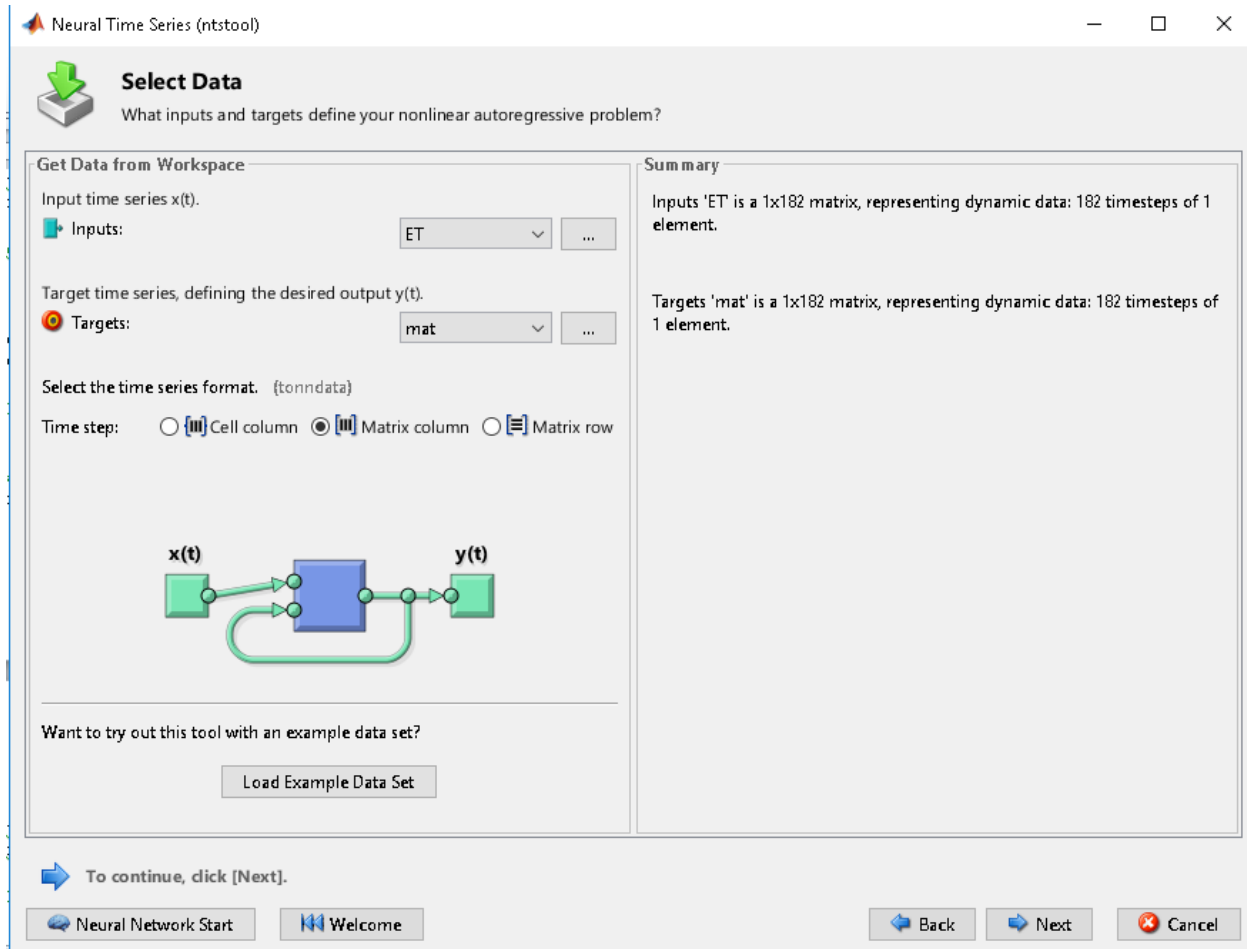 Neural Time Series (ntstool)
Select Data
What inputs and targets define your nonlinear autoregressive problem?
Get Data from Workspace
Input time series x(t).
Inputs:
ET
...
Target time series, defining the desired output y(t).
Targets:
mat
...
Select the time series format. (tonndata)
Time step:
Cell column
Matrix column
Matrix row
x(t)
y(t)
Want to try out this tool with an example data set?
Load Example Data Set
Summary
Inputs 'ET' is a 1x182 matrix, representing dynamic data: 182 timesteps of 1
element.
Targets 'mat' is a 1x182 matrix, representing dynamic data: 182 timesteps of
1 element.
To continue, click [Next].
Neural Network Start
Welcome
Back
Next
Cancel